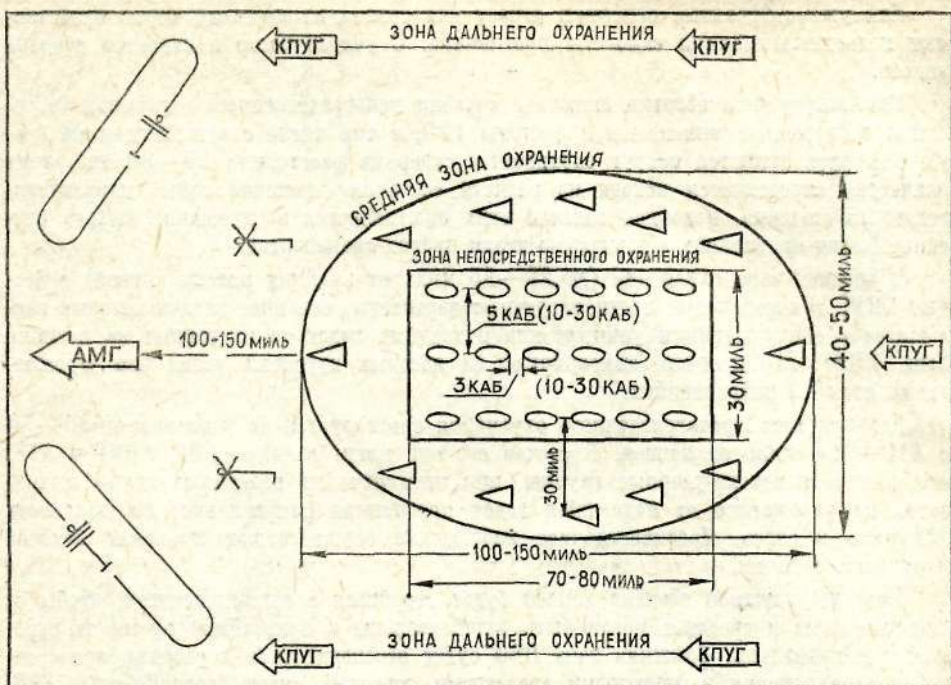 ЗОНА ДАЛЬНЕГО ОХРАНЕНИЯ
КПУГ
КПУГ
СРЕДНЯЯ ЗОНА ОХРАНЕНИЯ
ЗОНА НЕПОСРЕДСТВЕННОГО ОХРАНЕНИЯ
5 КАБ (10-30 КАБ)
АМГ
100-150 МИЛЬ
КПУГ
3 КАБ (10-30 КАБ)
30 МИЛЬ
40-50 МИЛЬ
30 МИЛЬ
100-150 МИЛЬ
70-80 МИЛЬ
КПУГ
ЗОНА ДАЛЬНЕГО ОХРАНЕНИЯ
КПУГ